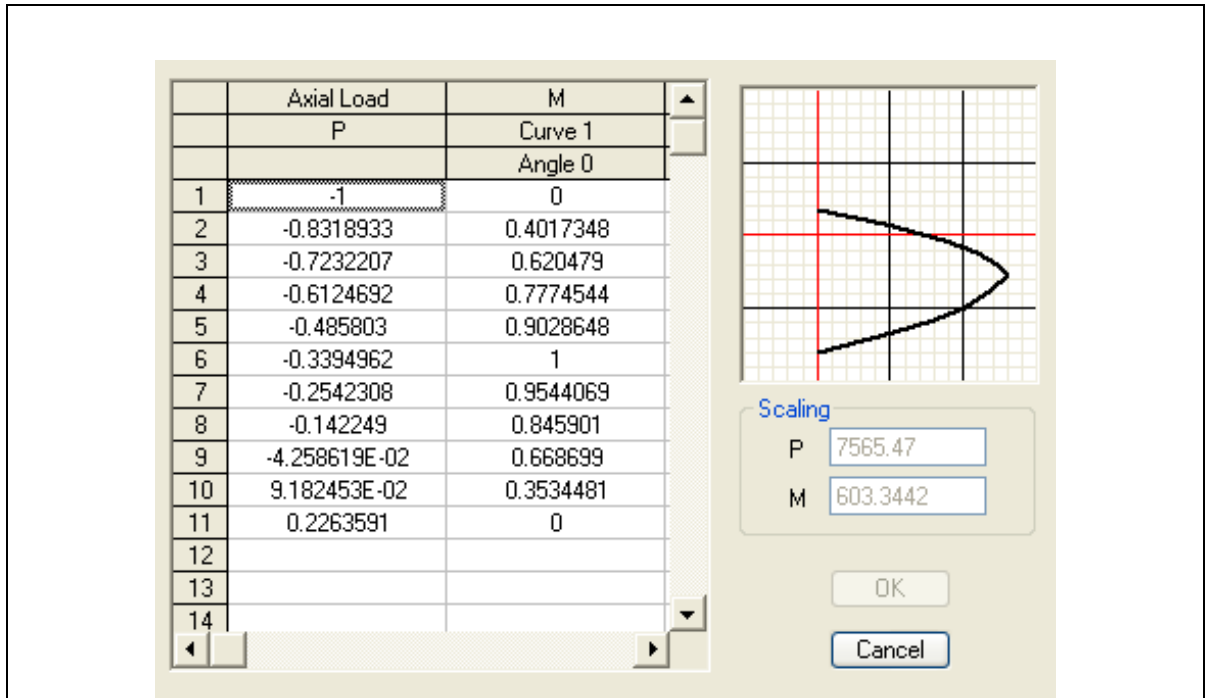 Axial Load M
P Curve 1
Angle 0
1 -1 0
2 -0.8318933 0.4017348
3 -0.7232207 0.620479
4 -0.6124692 0.7774544
5 -0.485803 0.9028648
6 -0.3394962 1
7 -0.2542308 0.9544069
8 -0.142249 0.845901
9 -4.258619E-02 0.668699
10 9.182453E-02 0.3534481
11 0.2263591 0
12
13
14
Scaling
P 7565.47
M 603.3442
OK
Cancel